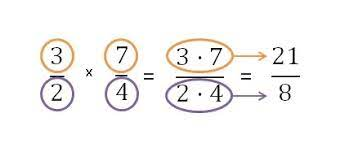 3/2 × 7/4 = 3 · 7/2 · 4 = 21/8